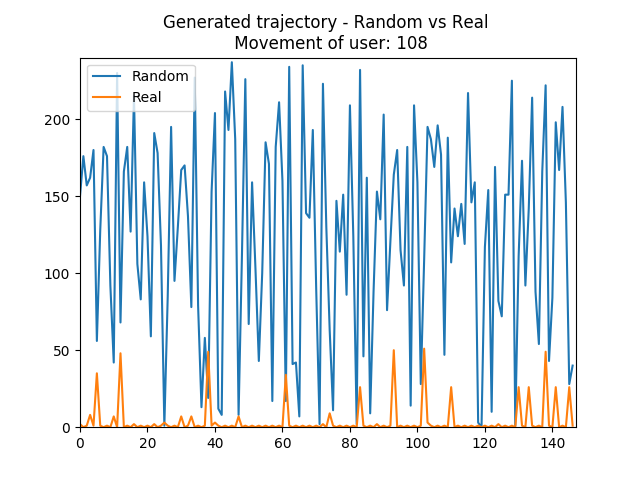 Generated trajectory - Random vs Real
Movement of user: 108
Random
Real
200
150
100
50
0
0 20 40 60 80 100 120 140